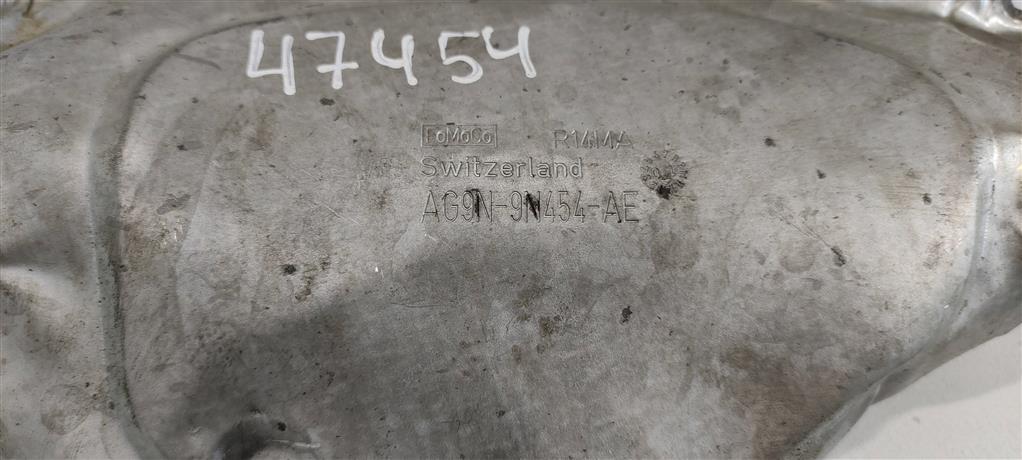 47454
FoMoCo R14MA
Switzerland
AG9N-9N454-AE